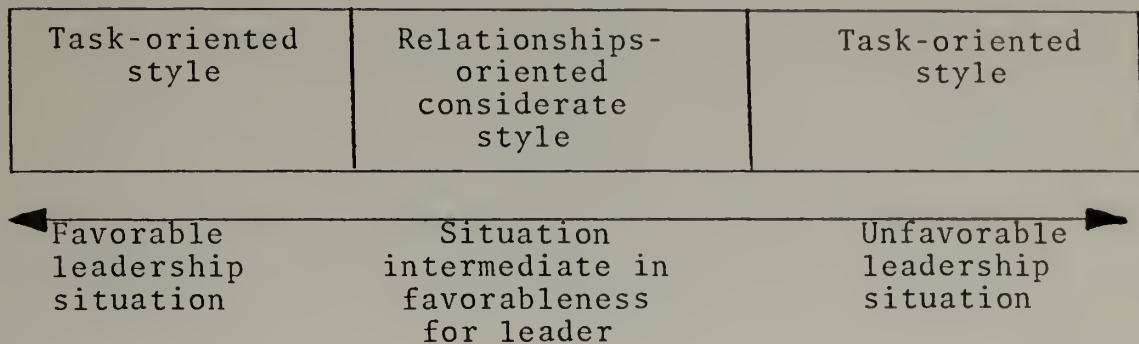 Task-oriented
style
Relationships-
oriented
considerate
style
Task-oriented
style
Favorable
leadership
situation
Situation
intermediate in
favorableness
for leader
Unfavorable
leadership
situation